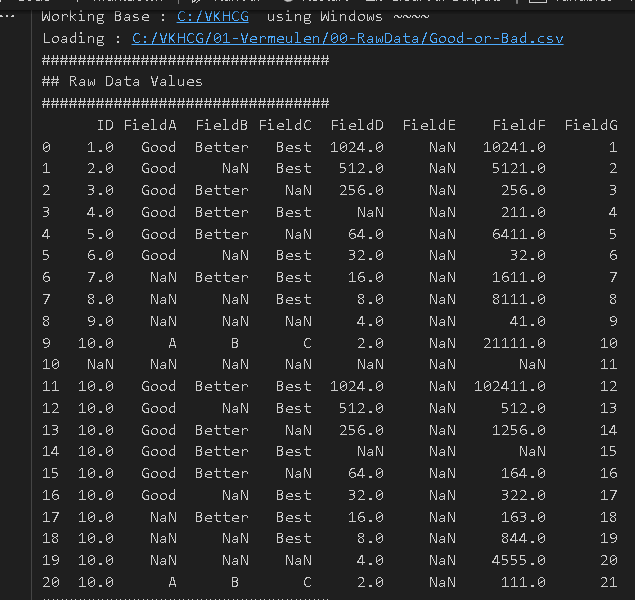 Working Base : C:/VKHCG using Windows ~~~~
Loading : C:/VKHCG/01-Vermeulen/00-RawData/Good-or-Bad.csv
################################
## Raw Data Values
################################
ID FieldA FieldB FieldC FieldD FieldE FieldF FieldG
0 1.0 Good Better Best 1024.0 NaN 10241.0 1
1 2.0 Good NaN Best 512.0 NaN 5121.0 2
2 3.0 Good Better NaN 256.0 NaN 256.0 3
3 4.0 Good Better Best NaN NaN 211.0 4
4 5.0 Good Better NaN 64.0 NaN 6411.0 5
5 6.0 Good NaN Best 32.0 NaN 32.0 6
6 7.0 NaN Better Best 16.0 NaN 1611.0 7
7 8.0 NaN NaN Best 8.0 NaN 8111.0 8
8 9.0 NaN NaN NaN 4.0 NaN 41.0 9
9 10.0 A B C 2.0 NaN 21111.0 10
10 NaN NaN NaN NaN NaN NaN NaN 11
11 10.0 Good Better Best 1024.0 NaN 102411.0 12
12 10.0 Good NaN Best 512.0 NaN 512.0 13
13 10.0 Good Better NaN 256.0 NaN 1256.0 14
14 10.0 Good Better Best NaN NaN NaN 15
15 10.0 Good Better NaN 64.0 NaN 164.0 16
16 10.0 Good NaN Best 32.0 NaN 322.0 17
17 10.0 NaN Better Best 16.0 NaN 163.0 18
18 10.0 NaN NaN Best 8.0 NaN 844.0 19
19 10.0 NaN NaN NaN 4.0 NaN 4555.0 20
20 10.0 A B C 2.0 NaN 111.0 21